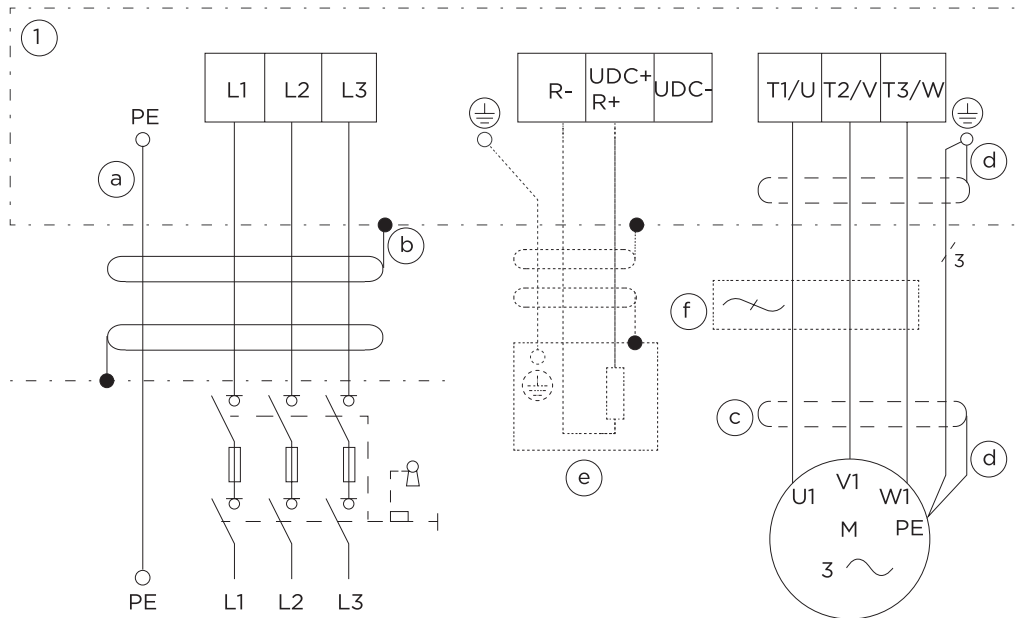 1
L1 L2 L3
R- UDC+ R+ UDC-
T1/U T2/V T3/W
PE
a
d
b
3
f
c
e
d
U1 V1 W1
M PE
3
PE L1 L2 L3